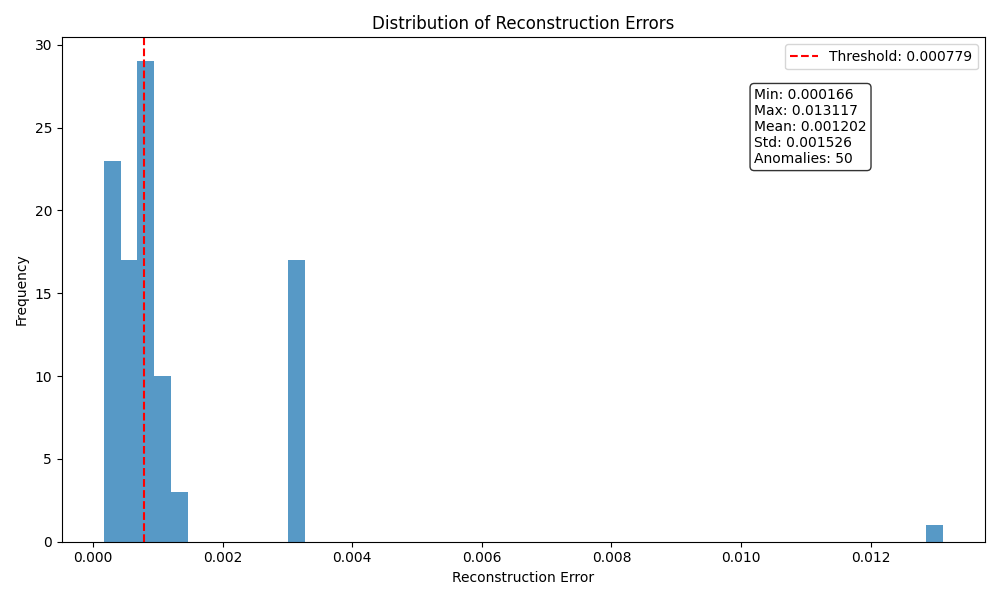 Distribution of Reconstruction Errors
Threshold: 0.000779
Min: 0.000166
Max: 0.013117
Mean: 0.001202
Std: 0.001526
Anomalies: 50
Frequency
30
25
20
15
10
5
0
0.000 0.002 0.004 0.006 0.008 0.010 0.012
Reconstruction Error